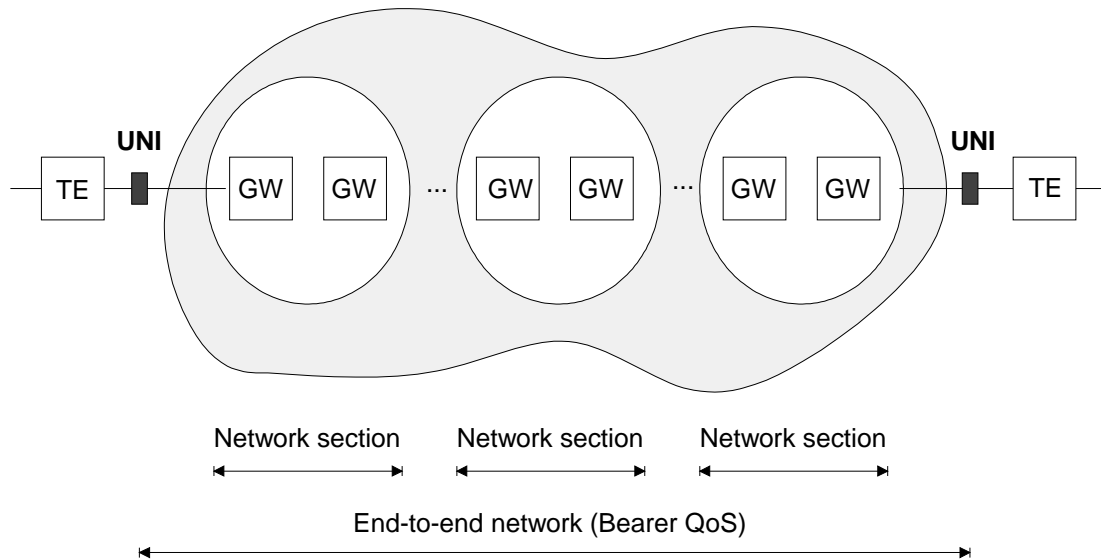 UNI UNI
TE GW GW ... GW GW ... GW GW TE
Network section Network section Network section
End-to-end network (Bearer QoS)